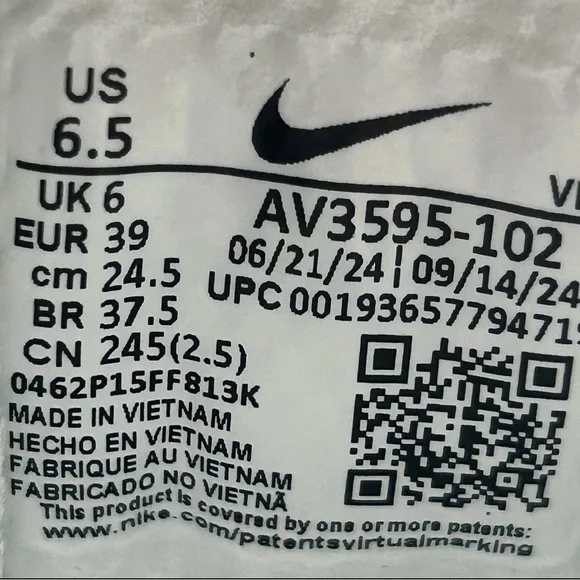 US
6.5
UK 6
EUR 39
cm 24.5
BR 37.5
CN 245(2.5)
0462P15FF813K
MADE IN VIETNAM
HECHO EN VIETNAM
FABRIQUE AU VIETNAM
FABRICADO NO VIETNÃ
VI
AV3595-102
06/21/24 | 09/14/24
UPC 00193657794719
This product is covered by one or more patents:
www.nike.com/patentsvirtualmarking